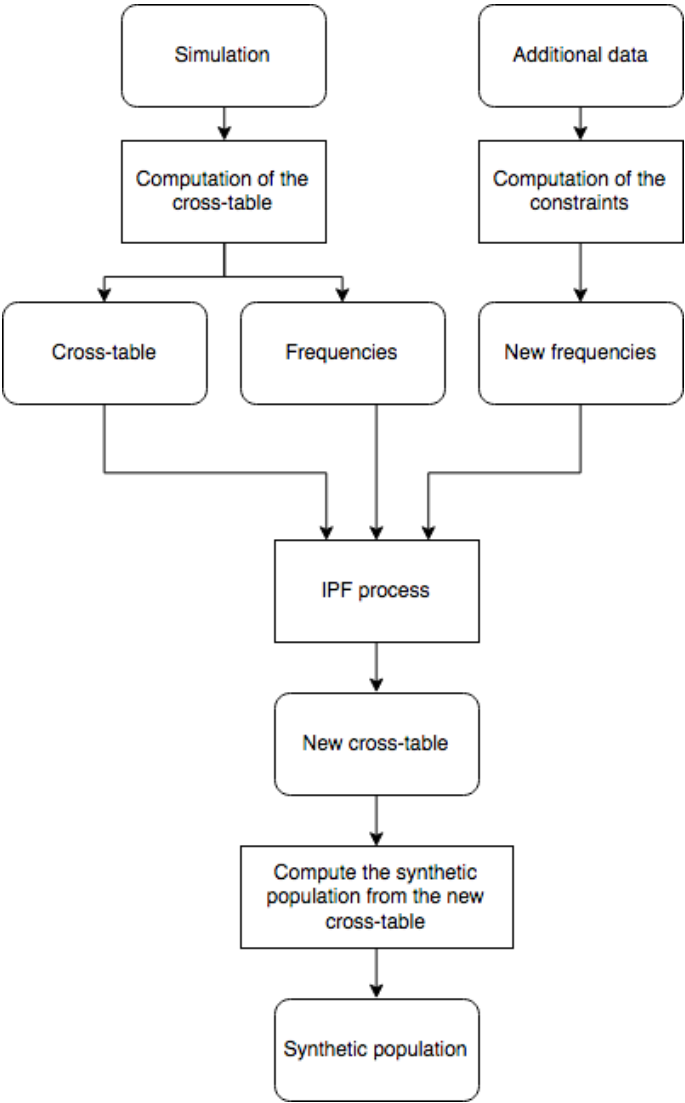 Simulation
Additional data
Computation of the
cross-table
Computation of the
constraints
Cross-table
Frequencies
New frequencies
IPF process
New cross-table
Compute the synthetic
population from the new
cross-table
Synthetic population